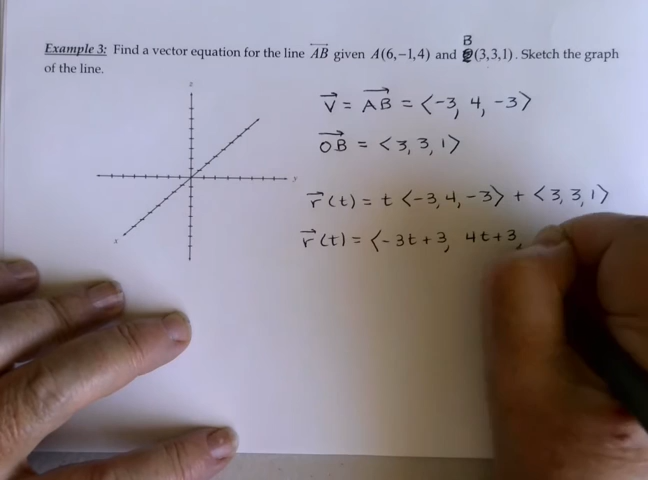 Example 3: Find a vector equation for the line AB given A(6,−1,4) and B(3,3,1). Sketch the graph
of the line.
z
y
x
v⃗ = AB⃗ = ⟨-3, 4, -3⟩
OB⃗ = ⟨3, 3, 1⟩
r⃗(t) = t⟨-3, 4, -3⟩ + ⟨3, 3, 1⟩
r⃗(t) = ⟨-3t+3, 4t+3,